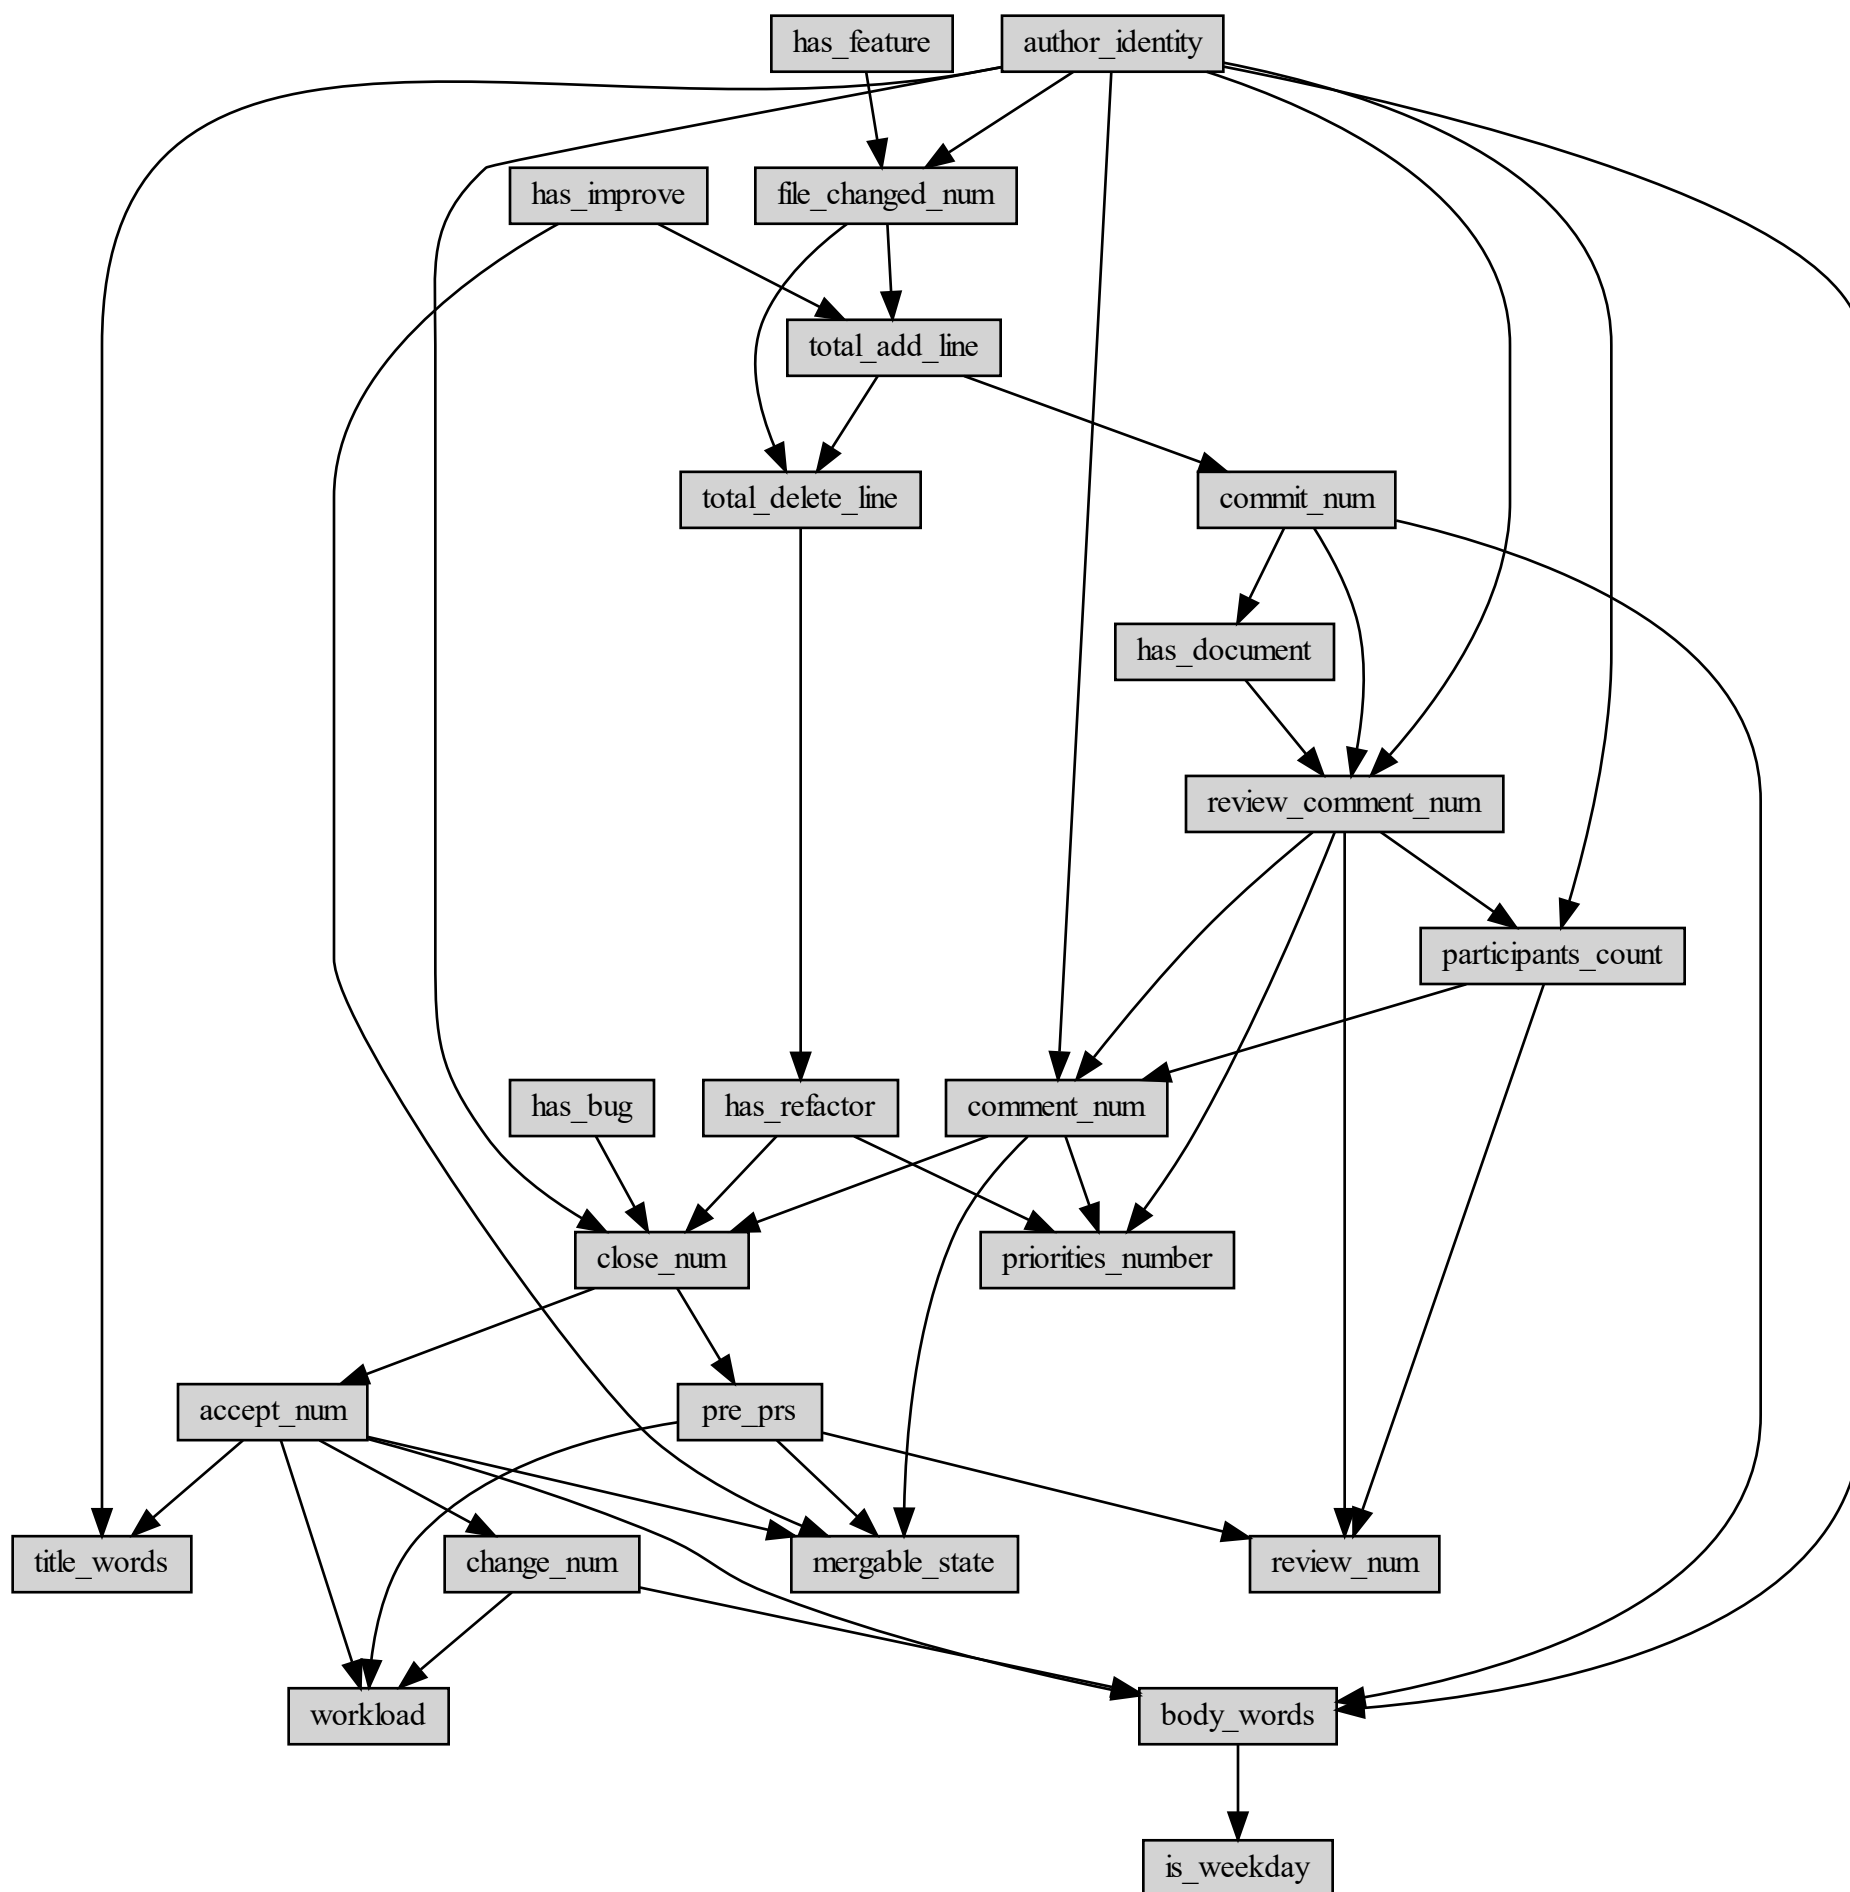 has_feature
author_identity
has_improve
file_changed_num
total_add_line
total_delete_line
commit_num
has_document
review_comment_num
participants_count
has_bug
has_refactor
comment_num
close_num
priorities_number
accept_num
pre_prs
title_words
change_num
mergable_state
review_num
workload
body_words
is_weekday